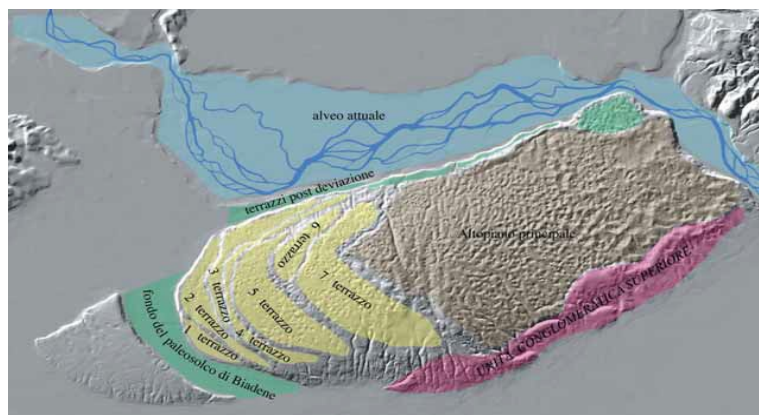 alveo attuale
terrazzi post deviazione
Altopiano principale
UNITÀ CONGLOMERATICA SUPERIORE
6 terrazzo
7 terrazzo
5 terrazzo
3 terrazzo
2 terrazzo
4 terrazzo
1 terrazzo
fondo del paleosolco di Biadene